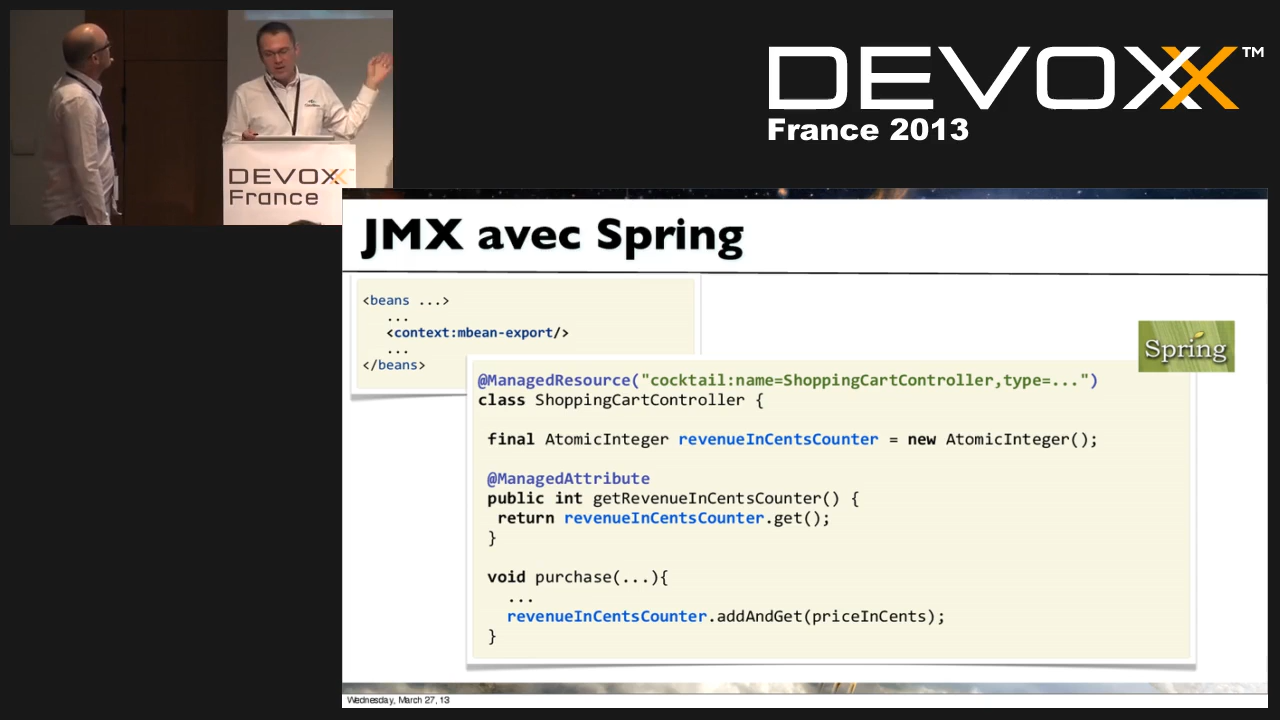 DEVOXX™
France 2013
DEVOXX
France
JMX avec Spring
<beans ...>
...
<context:mbean-export/>
...
</beans>
Spring
@ManagedResource("cocktail:name=ShoppingCartController,type=...")
class ShoppingCartController {
final AtomicInteger revenueInCentsCounter = new AtomicInteger();
@ManagedAttribute
public int getRevenueInCentsCounter() {
return revenueInCentsCounter.get();
}
void purchase(...){
...
revenueInCentsCounter.addAndGet(priceInCents);
}
Wednesday, March 27, 13